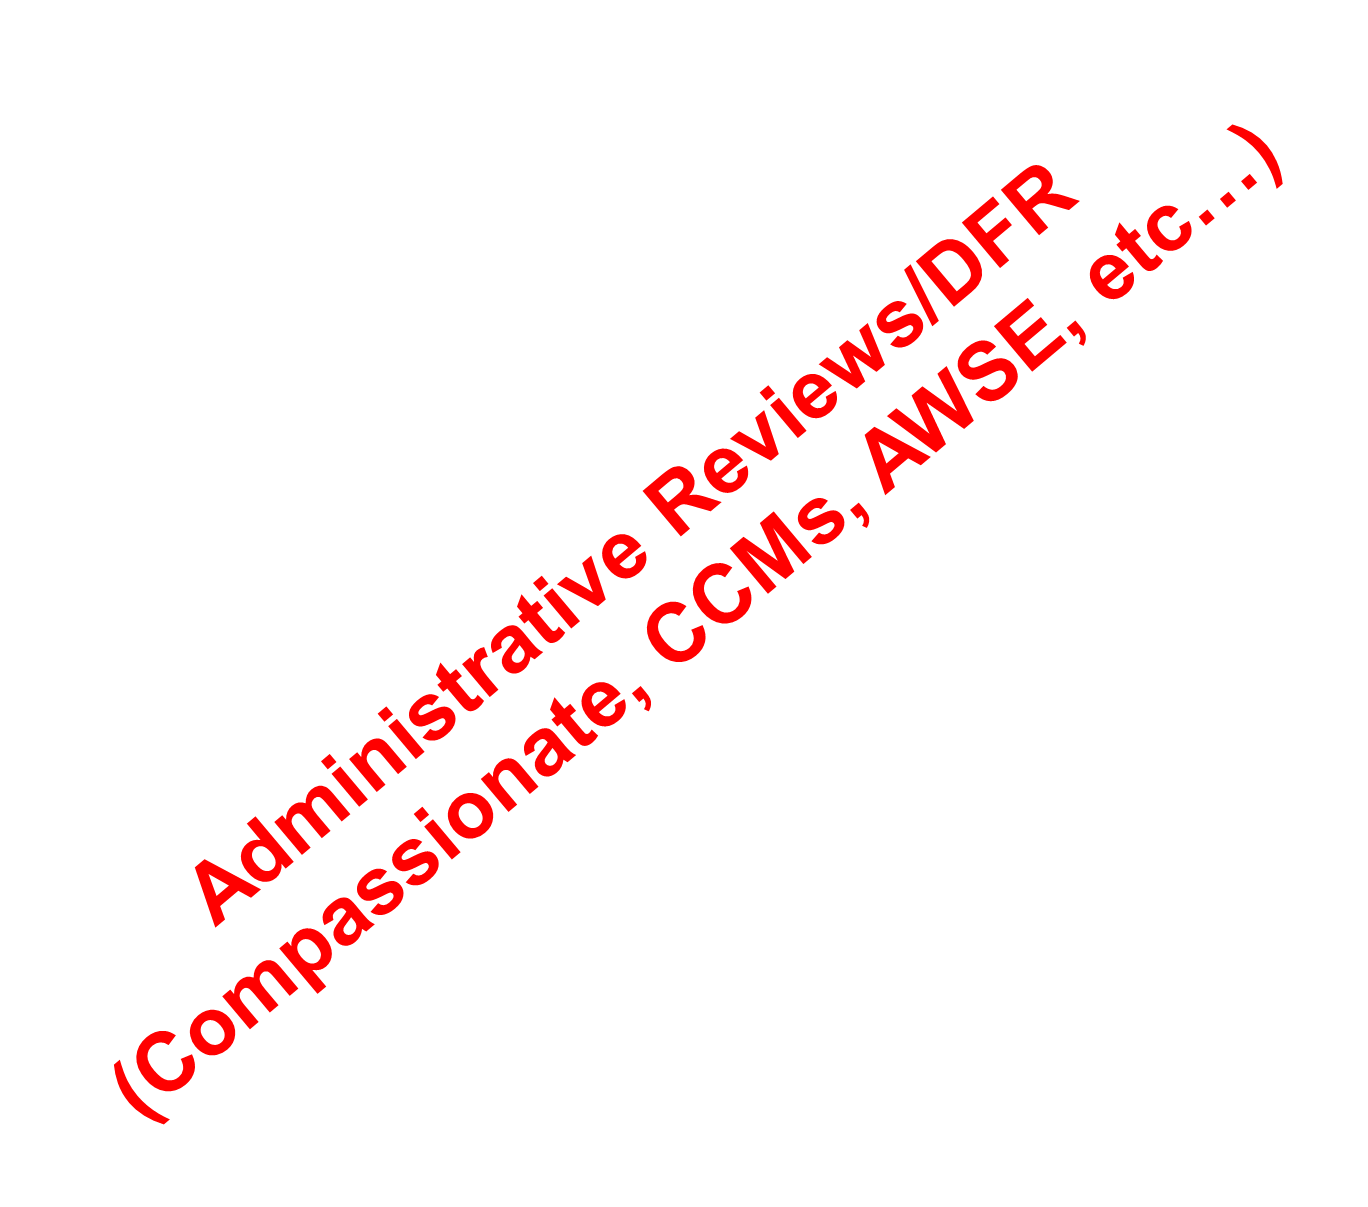 Administrative Reviews/DFR
(Compassionate, CCMs, AWSE, etc...)